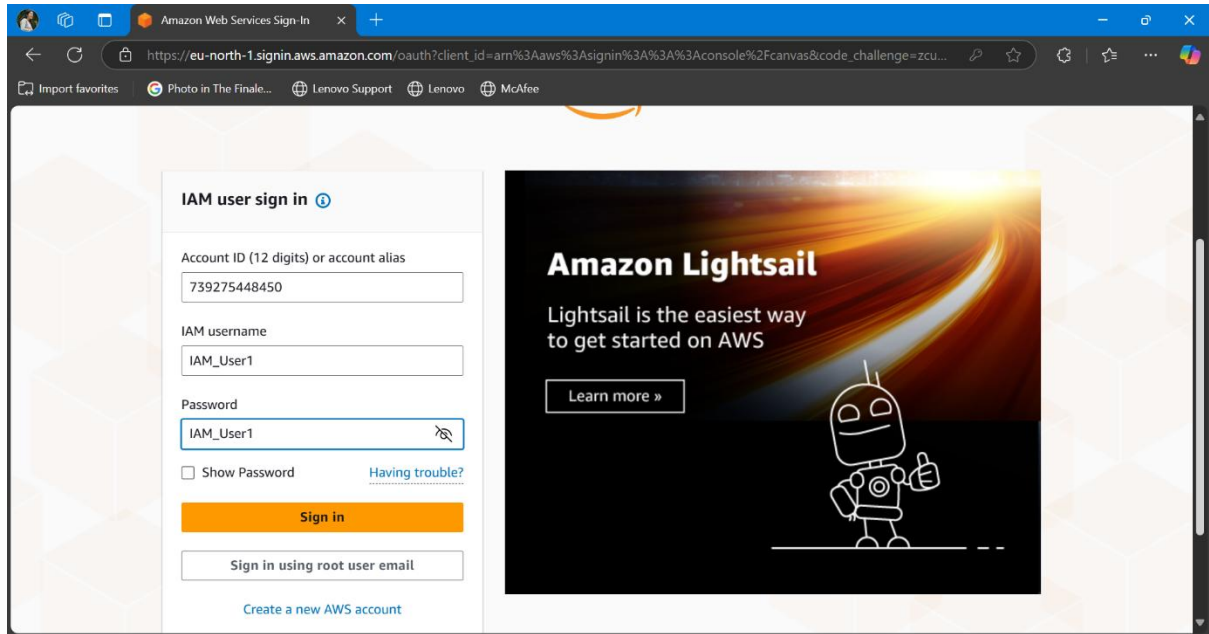 Amazon Web Services Sign-In
https://eu-north-1.signin.aws.amazon.com/oauth?client_id=arn%3Aaws%3Asignin%3A%3A%3Aconsole%2Fcanvas&code_challenge=zcu...
Import favorites Photo in The Finale... Lenovo Support Lenovo McAfee
IAM user sign in
Account ID (12 digits) or account alias
739275448450
IAM username
IAM_User1
Password
IAM_User1
Show Password Having trouble?
Sign in
Sign in using root user email
Create a new AWS account
Amazon Lightsail
Lightsail is the easiest way
to get started on AWS
Learn more »